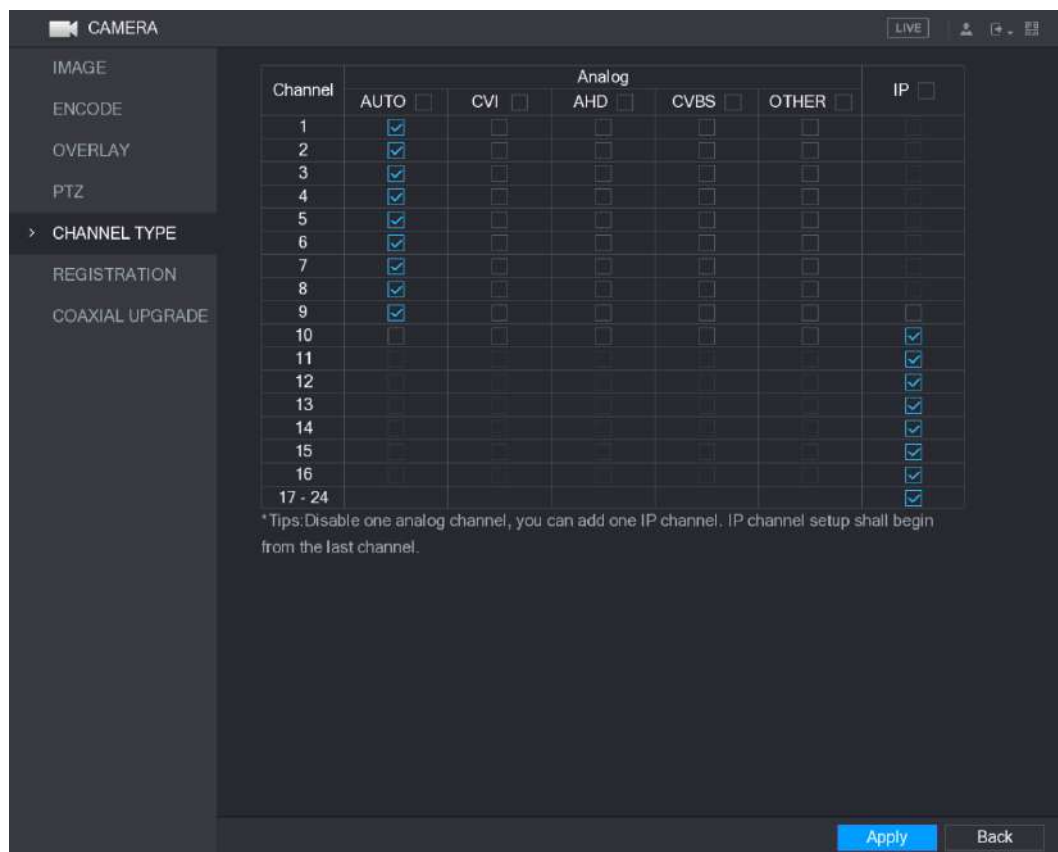 CAMERA
LIVE
IMAGE
ENCODE
OVERLAY
PTZ
> CHANNEL TYPE
REGISTRATION
COAXIAL UPGRADE
Channel
Analog
IP
AUTO CVI AHD CVBS OTHER
1
2
3
4
5
6
7
8
9
10
11
12
13
14
15
16
17 - 24
*Tips:Disable one analog channel, you can add one IP channel. IP channel setup shall begin
from the last channel.
Apply Back